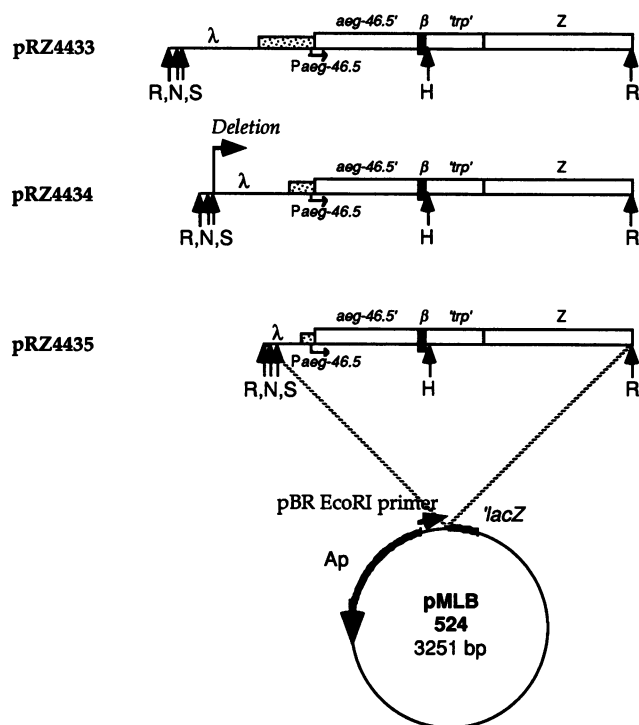 aeg-46.5' β 'trp' Z
pRZ4433 λ
Paeg-46.5
R,N,S H R
Deletion
aeg-46.5' β 'trp' Z
pRZ4434 λ
Paeg-46.5
R,N,S H R
aeg-46.5' β 'trp' Z
pRZ4435 λ
Paeg-46.5
R,N,S H R
pBR EcoRI primer 'lacZ
Ap
pMLB
524
3251 bp